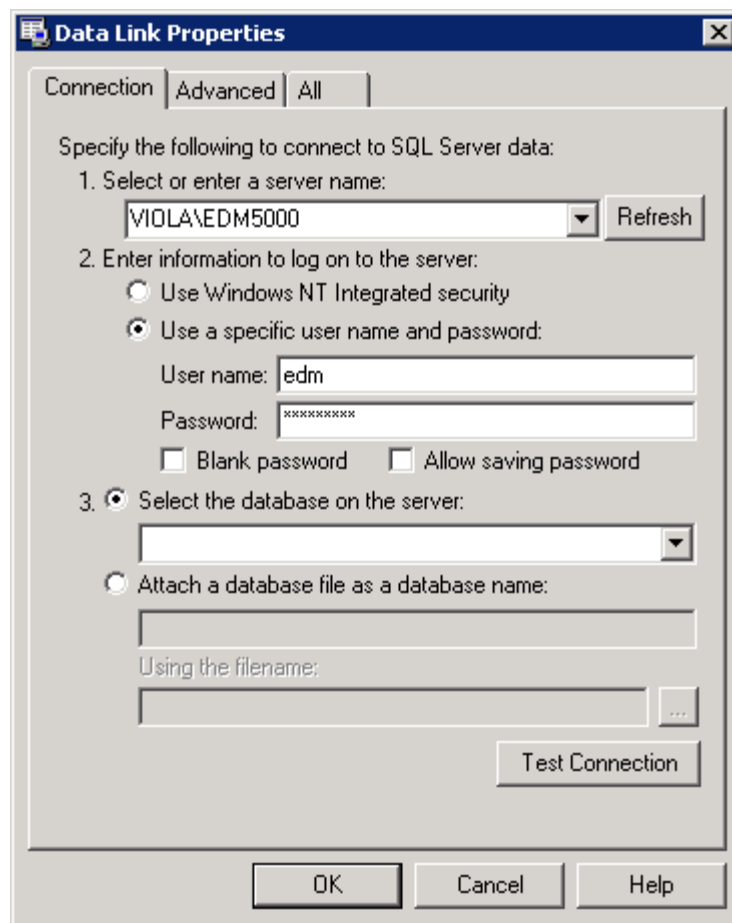 Data Link Properties
Connection Advanced All
Specify the following to connect to SQL Server data:
1. Select or enter a server name:
VIOLA\EDM5000 Refresh
2. Enter information to log on to the server:
Use Windows NT Integrated security
Use a specific user name and password:
User name: edm
Password: *********
Blank password Allow saving password
3. Select the database on the server:
Attach a database file as a database name:
Using the filename:
...
Test Connection
OK Cancel Help